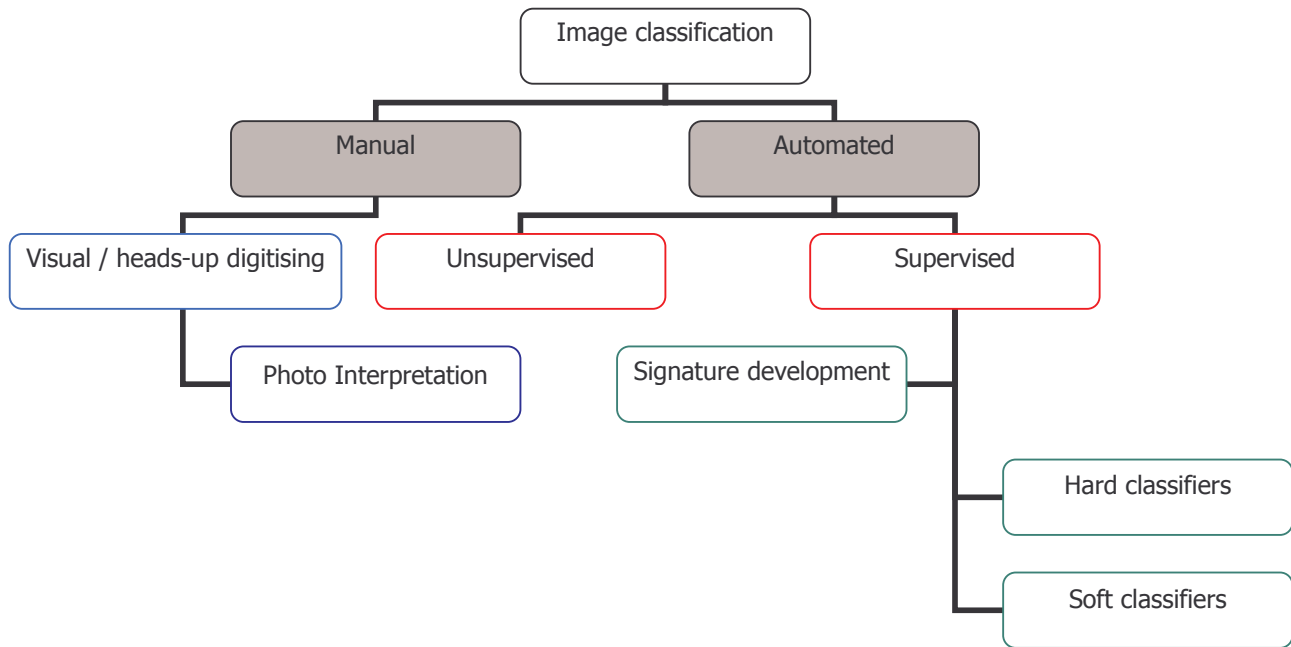 Image classification
Manual
Automated
Visual / heads-up digitising
Unsupervised
Supervised
Photo Interpretation
Signature development
Hard classifiers
Soft classifiers